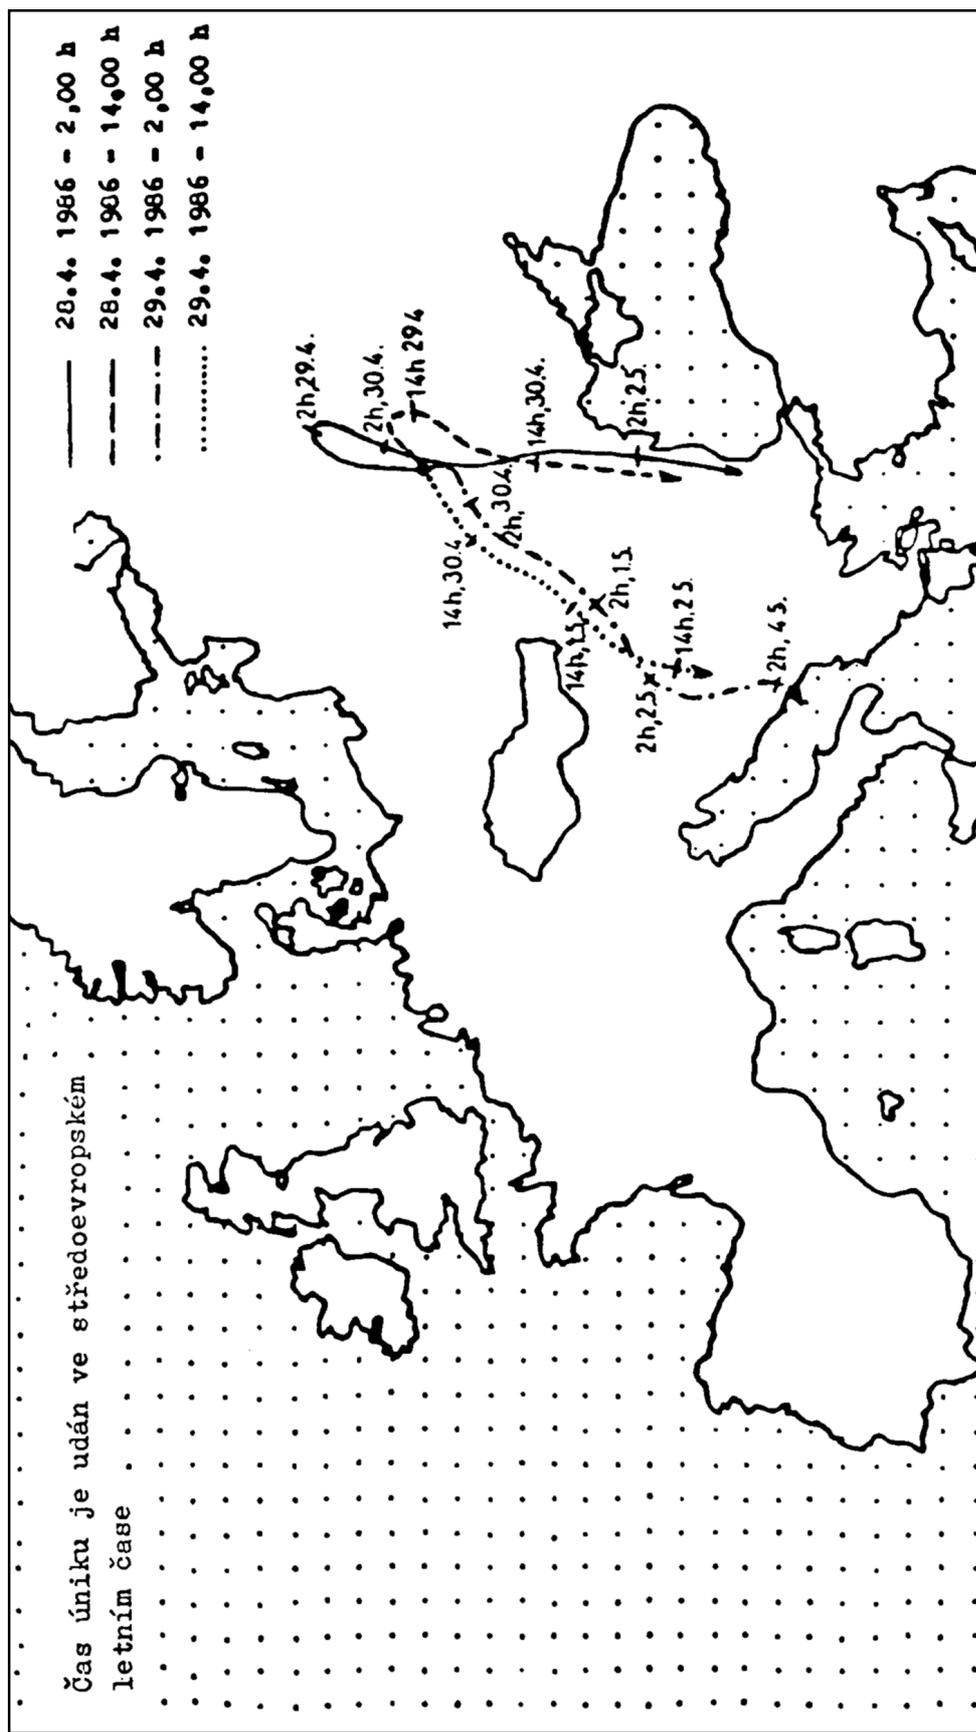 Čas úniku je udán ve středoevropském
letním čase
28.4. 1986 - 2,00 h
28.4. 1986 - 14,00 h
29.4. 1986 - 2,00 h
29.4. 1986 - 14,00 h
2h,29.4.
2h,30.4.
14h 29 4
14h,30.4.
2h,2.5.
14h,30.4
2h,30.4.
14h,1.5.
2h,1.5.
2h,2.5
14h,2 5.
2h, 4 5.